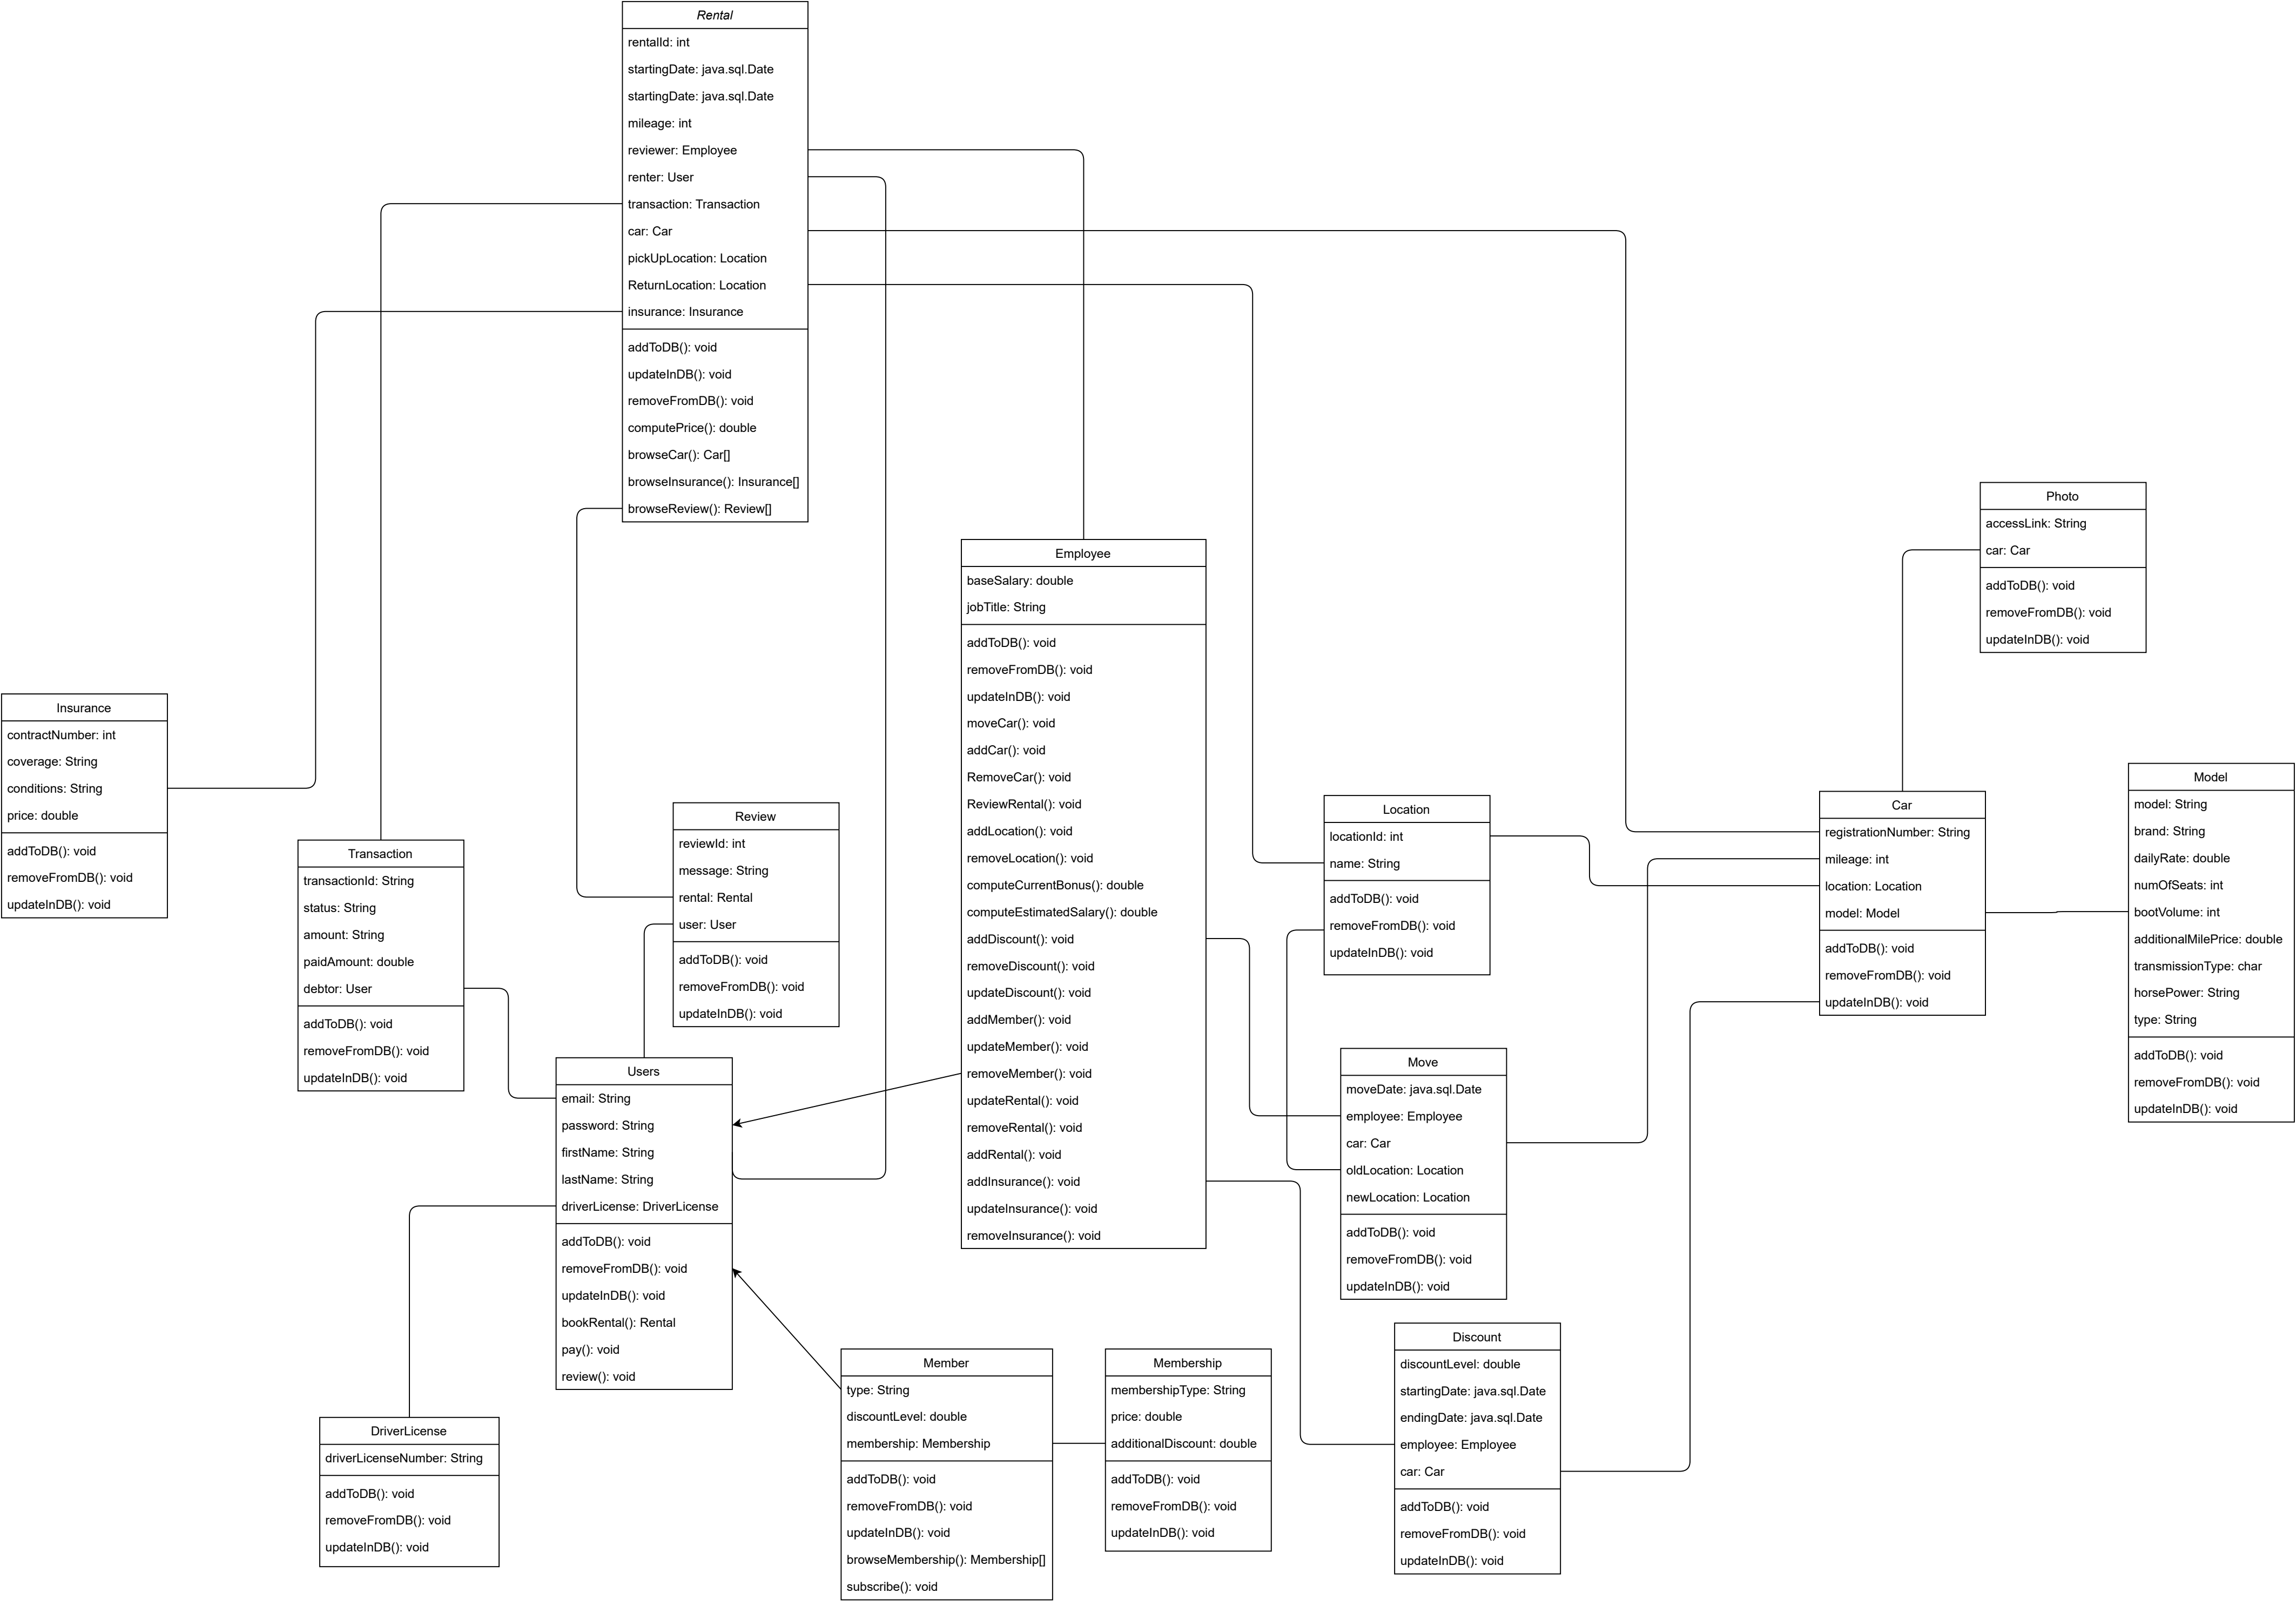 Rental
rentalId: int
startingDate: java.sql.Date
startingDate: java.sql.Date
mileage: int
reviewer: Employee
renter: User
transaction: Transaction
car: Car
pickUpLocation: Location
ReturnLocation: Location
insurance: Insurance
addToDB(): void
updateInDB(): void
removeFromDB(): void
computePrice(): double
browseCar(): Car[]
browseInsurance(): Insurance[]
browseReview(): Review[]
Photo
accessLink: String
car: Car
addToDB(): void
removeFromDB(): void
updateInDB(): void
Employee
baseSalary: double
jobTitle: String
addToDB(): void
removeFromDB(): void
updateInDB(): void
moveCar(): void
addCar(): void
RemoveCar(): void
ReviewRental(): void
addLocation(): void
removeLocation(): void
computeCurrentBonus(): double
computeEstimatedSalary(): double
addDiscount(): void
removeDiscount(): void
updateDiscount(): void
addMember(): void
updateMember(): void
removeMember(): void
updateRental(): void
removeRental(): void
addRental(): void
addInsurance(): void
updateInsurance(): void
removeInsurance(): void
Insurance
contractNumber: int
coverage: String
conditions: String
price: double
addToDB(): void
removeFromDB(): void
updateInDB(): void
Transaction
transactionId: String
status: String
amount: String
paidAmount: double
debtor: User
addToDB(): void
removeFromDB(): void
updateInDB(): void
Review
reviewId: int
message: String
rental: Rental
user: User
addToDB(): void
removeFromDB(): void
updateInDB(): void
Location
locationId: int
name: String
addToDB(): void
removeFromDB(): void
updateInDB(): void
Car
registrationNumber: String
mileage: int
location: Location
model: Model
addToDB(): void
removeFromDB(): void
updateInDB(): void
Model
model: String
brand: String
dailyRate: double
numOfSeats: int
bootVolume: int
additionalMilePrice: double
transmissionType: char
horsePower: String
type: String
addToDB(): void
removeFromDB(): void
updateInDB(): void
Users
email: String
password: String
firstName: String
lastName: String
driverLicense: DriverLicense
addToDB(): void
removeFromDB(): void
updateInDB(): void
bookRental(): Rental
pay(): void
review(): void
Move
moveDate: java.sql.Date
employee: Employee
car: Car
oldLocation: Location
newLocation: Location
addToDB(): void
removeFromDB(): void
updateInDB(): void
DriverLicense
driverLicenseNumber: String
addToDB(): void
removeFromDB(): void
updateInDB(): void
Member
type: String
discountLevel: double
membership: Membership
addToDB(): void
removeFromDB(): void
updateInDB(): void
browseMembership(): Membership[]
subscribe(): void
Membership
membershipType: String
price: double
additionalDiscount: double
addToDB(): void
removeFromDB(): void
updateInDB(): void
Discount
discountLevel: double
startingDate: java.sql.Date
endingDate: java.sql.Date
employee: Employee
car: Car
addToDB(): void
removeFromDB(): void
updateInDB(): void